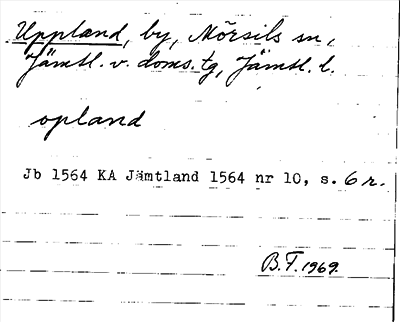 Uppland, by, Mörsils sn,
Jämtl. v. doms. tg, Jämtl. l.
opland
Jb 1564 KA Jämtland 1564 nr 10, s. 6 r.
B.F. 1969.